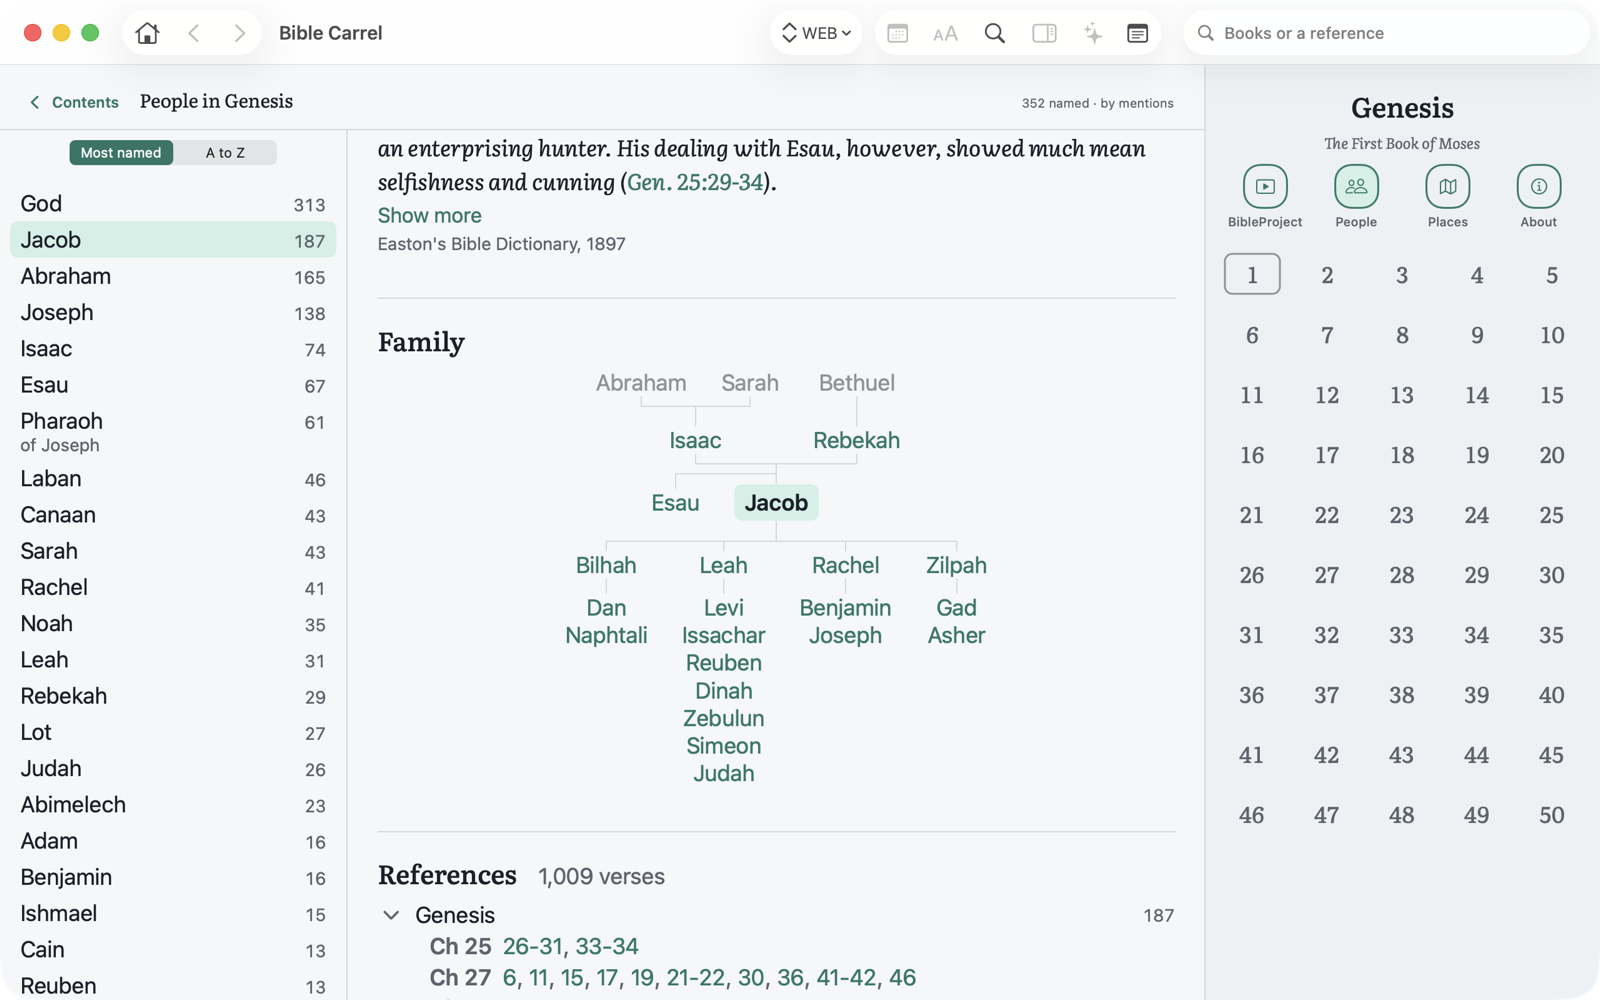 Bible Carrel
WEB
AA
Books or a reference
Contents
People in Genesis
352 named · by mentions
Most named
A to Z
God 313
Jacob 187
Abraham 165
Joseph 138
Isaac 74
Esau 67
Pharaoh 61
of Joseph
Laban 46
Canaan 43
Sarah 43
Rachel 41
Noah 35
Leah 31
Rebekah 29
Lot 27
Judah 26
Abimelech 23
Adam 16
Benjamin 16
Ishmael 15
Cain 13
Reuben 13
an enterprising hunter. His dealing with Esau, however, showed much mean
selfishness and cunning (Gen. 25:29-34).
Show more
Easton's Bible Dictionary, 1897
Family
Abraham Sarah Bethuel
Isaac Rebekah
Esau Jacob
Bilhah Leah Rachel Zilpah
Dan Levi Benjamin Gad
Naphtali Issachar Joseph Asher
Reuben
Dinah
Zebulun
Simeon
Judah
References 1,009 verses
Genesis 187
Ch 25 26-31, 33-34
Ch 27 6, 11, 15, 17, 19, 21-22, 30, 36, 41-42, 46
Genesis
The First Book of Moses
BibleProject People Places About
1 2 3 4 5
6 7 8 9 10
11 12 13 14 15
16 17 18 19 20
21 22 23 24 25
26 27 28 29 30
31 32 33 34 35
36 37 38 39 40
41 42 43 44 45
46 47 48 49 50